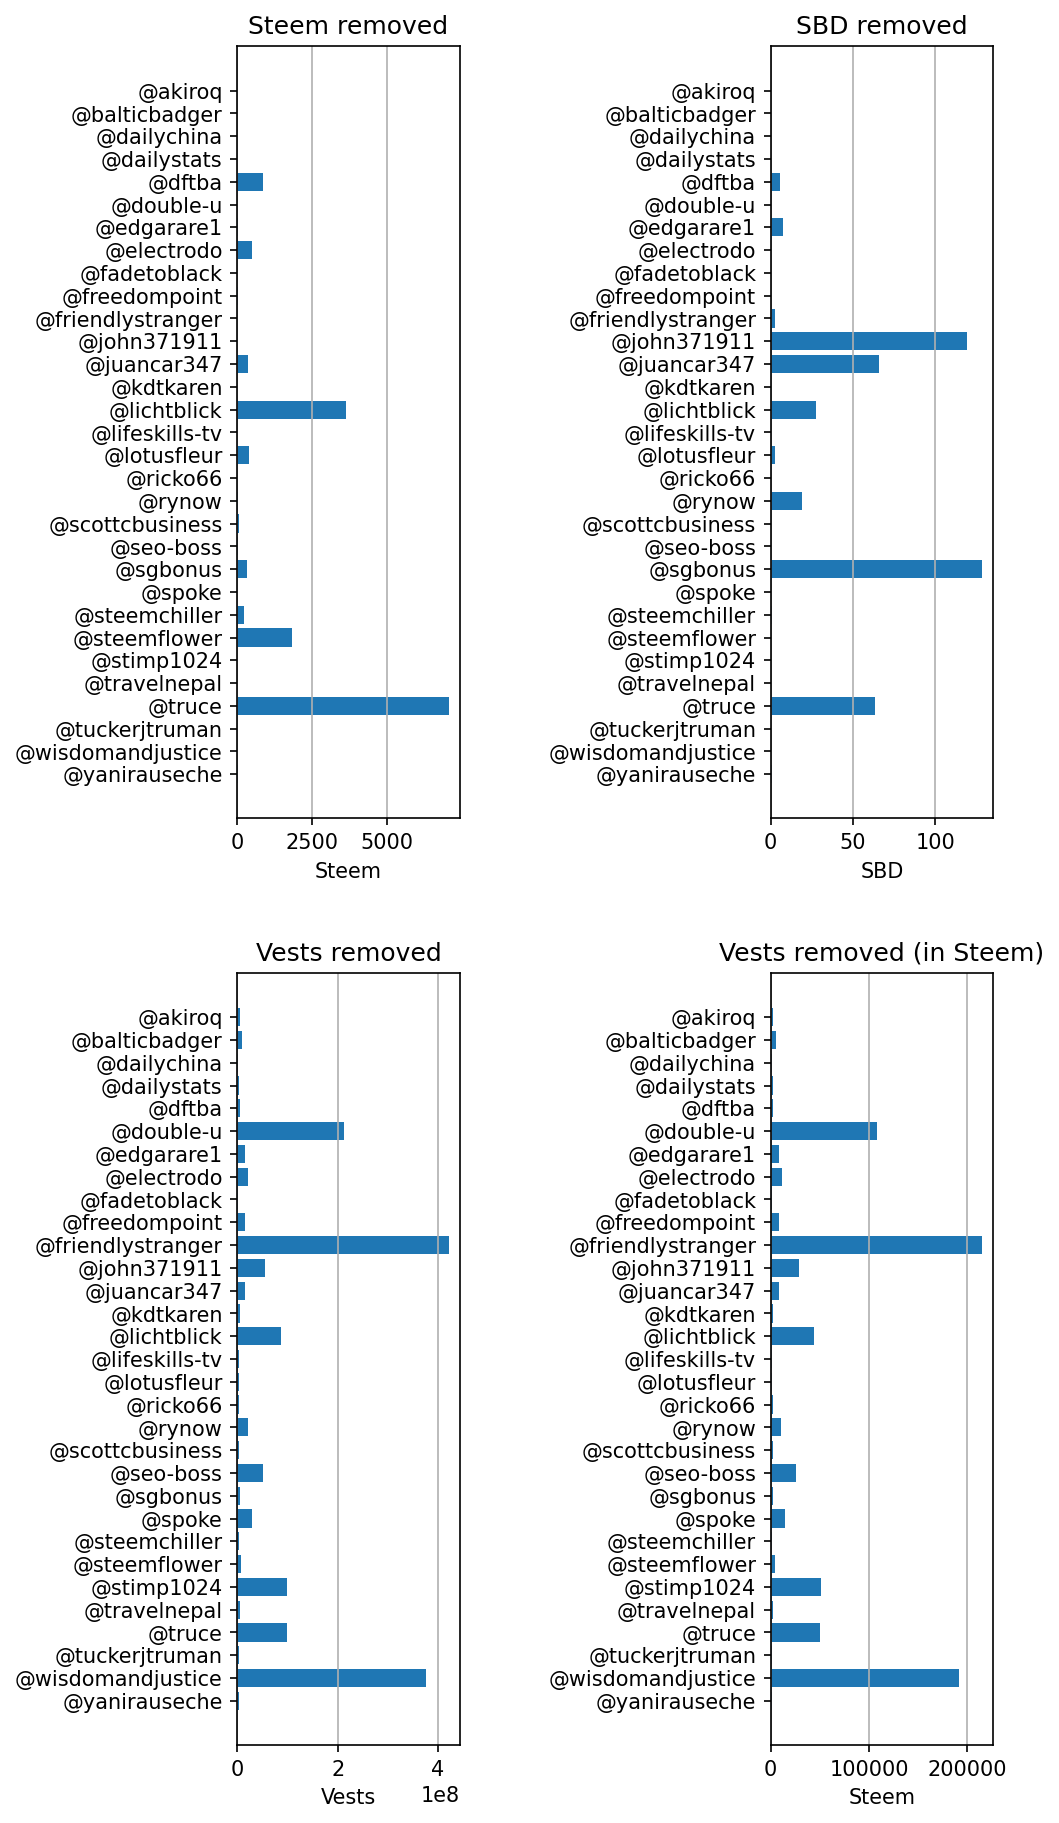 Steem removed
@akiroq
@balticbadger
@dailychina
@dailystats
@dftba
@double-u
@edgarare1
@electrodo
@fadetoblack
@freedompoint
@friendlystranger
@john371911
@juancar347
@kdtkaren
@lichtblick
@lifeskills-tv
@lotusfleur
@ricko66
@rynow
@scottcbusiness
@seo-boss
@sgbonus
@spoke
@steemchiller
@steemflower
@stimp1024
@travelnepal
@truce
@tuckerjtruman
@wisdomandjustice
@yanirauseche
0 2500 5000
Steem
SBD removed
@akiroq
@balticbadger
@dailychina
@dailystats
@dftba
@double-u
@edgarare1
@electrodo
@fadetoblack
@freedompoint
@friendlystranger
@john371911
@juancar347
@kdtkaren
@lichtblick
@lifeskills-tv
@lotusfleur
@ricko66
@rynow
@scottcbusiness
@seo-boss
@sgbonus
@spoke
@steemchiller
@steemflower
@stimp1024
@travelnepal
@truce
@tuckerjtruman
@wisdomandjustice
@yanirauseche
0 50 100
SBD
Vests removed
@akiroq
@balticbadger
@dailychina
@dailystats
@dftba
@double-u
@edgarare1
@electrodo
@fadetoblack
@freedompoint
@friendlystranger
@john371911
@juancar347
@kdtkaren
@lichtblick
@lifeskills-tv
@lotusfleur
@ricko66
@rynow
@scottcbusiness
@seo-boss
@sgbonus
@spoke
@steemchiller
@steemflower
@stimp1024
@travelnepal
@truce
@tuckerjtruman
@wisdomandjustice
@yanirauseche
0 2 4
1e8
Vests
Vests removed (in Steem)
@akiroq
@balticbadger
@dailychina
@dailystats
@dftba
@double-u
@edgarare1
@electrodo
@fadetoblack
@freedompoint
@friendlystranger
@john371911
@juancar347
@kdtkaren
@lichtblick
@lifeskills-tv
@lotusfleur
@ricko66
@rynow
@scottcbusiness
@seo-boss
@sgbonus
@spoke
@steemchiller
@steemflower
@stimp1024
@travelnepal
@truce
@tuckerjtruman
@wisdomandjustice
@yanirauseche
0 100000 200000
Steem